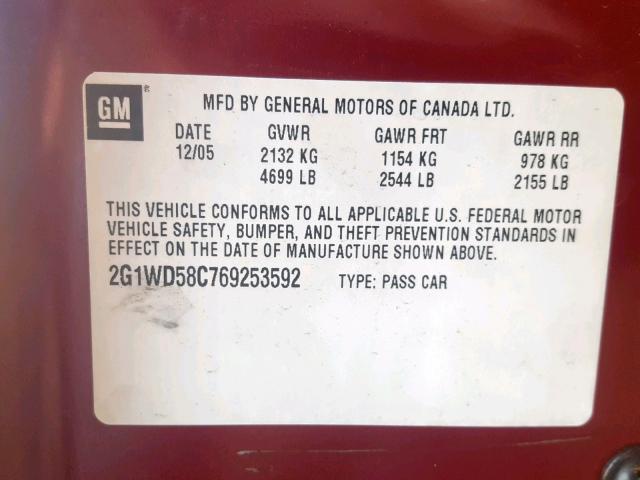 GM®
MFD BY GENERAL MOTORS OF CANADA LTD.
DATE GVWR GAWR FRT GAWR RR
12/05 2132 KG 1154 KG 978 KG
4699 LB 2544 LB 2155 LB
THIS VEHICLE CONFORMS TO ALL APPLICABLE U.S. FEDERAL MOTOR
VEHICLE SAFETY, BUMPER, AND THEFT PREVENTION STANDARDS IN
EFFECT ON THE DATE OF MANUFACTURE SHOWN ABOVE.
2G1WD58C769253592 TYPE: PASS CAR